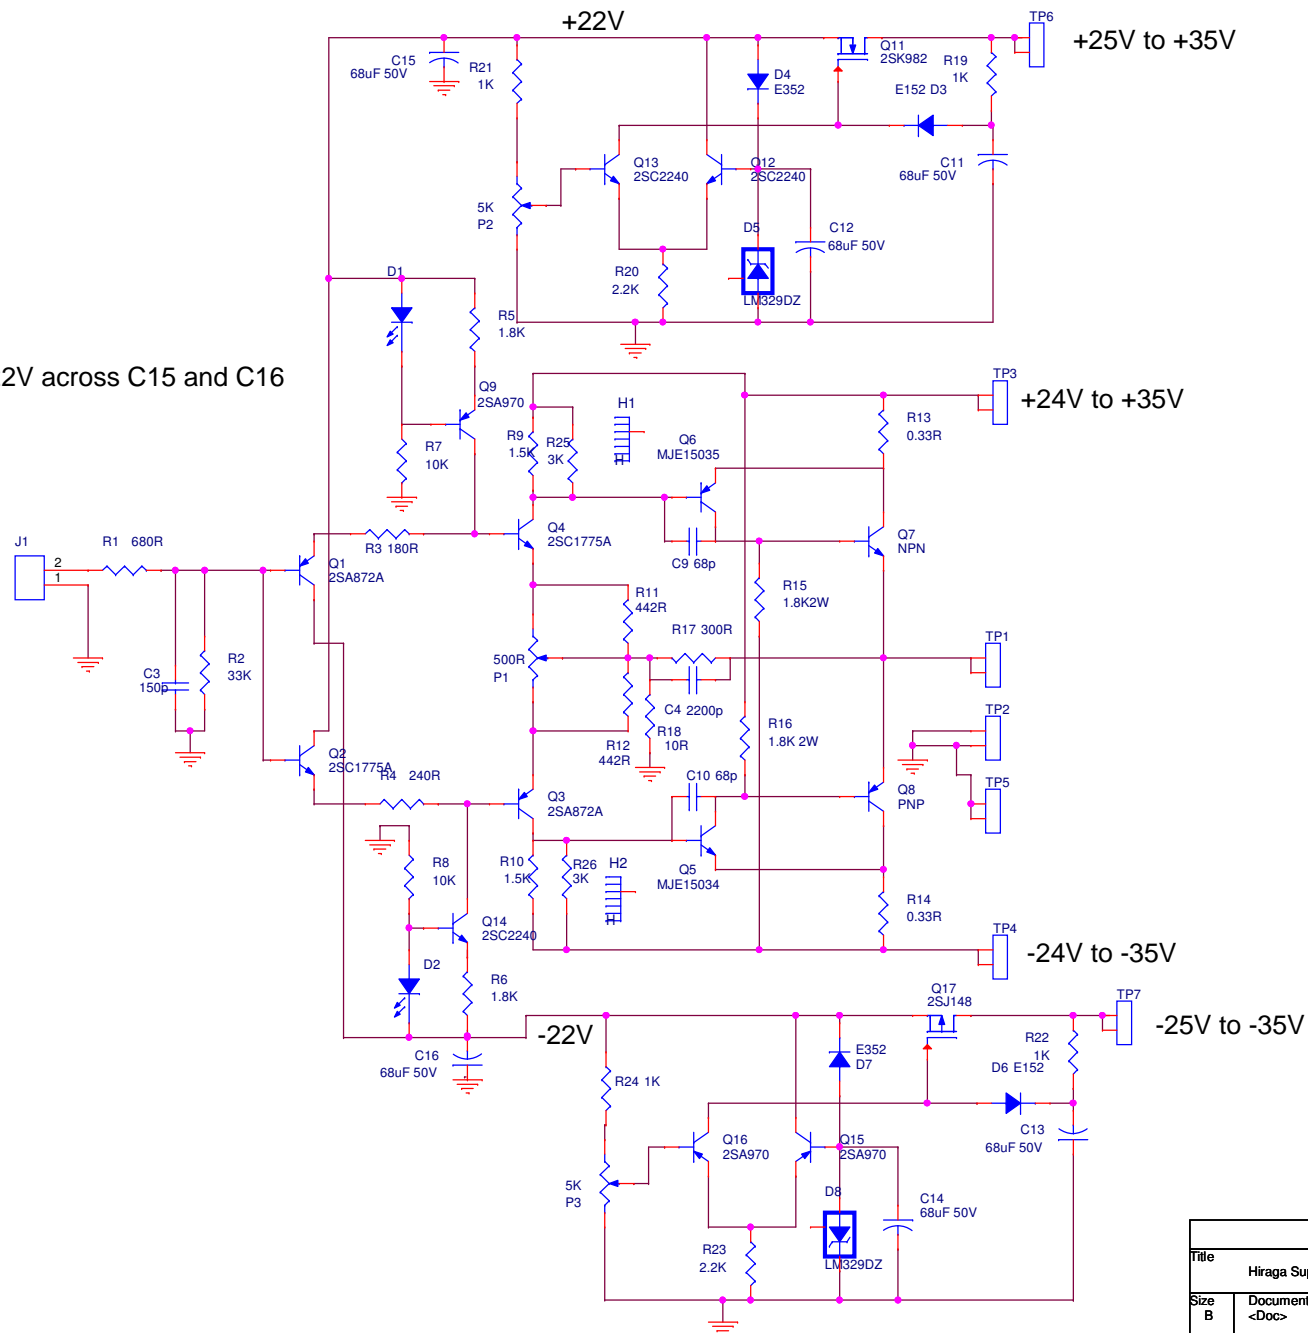 +22V
TP6
+25V to +35V
C15
68uF 50V
R21
1K
D4
E352
Q11
2SK982
R19
1K
E152 D3
Q13
2SC2240
Q12
2SC2240
C11
68uF 50V
5K
P2
D5
C12
68uF 50V
R20
2.2K
LM329DZ
D1
R5
1.8K
2V across C15 and C16
Q9
2SA970
TP3
+24V to +35V
H1
R13
0.33R
R9
1.5K
R25
3K
Q6
MJE15035
R7
10K
J1
2
1
R1 680R
R3 180R
Q1
2SA872A
Q4
2SC1775A
C9 68p
Q7
NPN
R11
442R
R15
1.8K2W
R17 300R
TP1
R2
33K
C3
150p
500R
P1
C4 2200p
TP2
R18
10R
R16
1.8K 2W
R12
442R
Q2
2SC1775A
R4 240R
C10 68p
Q3
2SA872A
Q8
PNP
TP5
R8
10K
R10
1.5K
R26
3K
H2
Q5
MJE15034
R14
0.33R
Q14
2SC2240
TP4
-24V to -35V
D2
R6
1.8K
Q17
2SJ148
TP7
-22V
-25V to -35V
C16
68uF 50V
E352
D7
R22
1K
D6 E152
R24 1K
Q16
2SA970
Q15
2SA970
C13
68uF 50V
5K
P3
D8
C14
68uF 50V
R23
2.2K
LM329DZ
Title
Hiraga Su
Size
B
Document
<Doc>